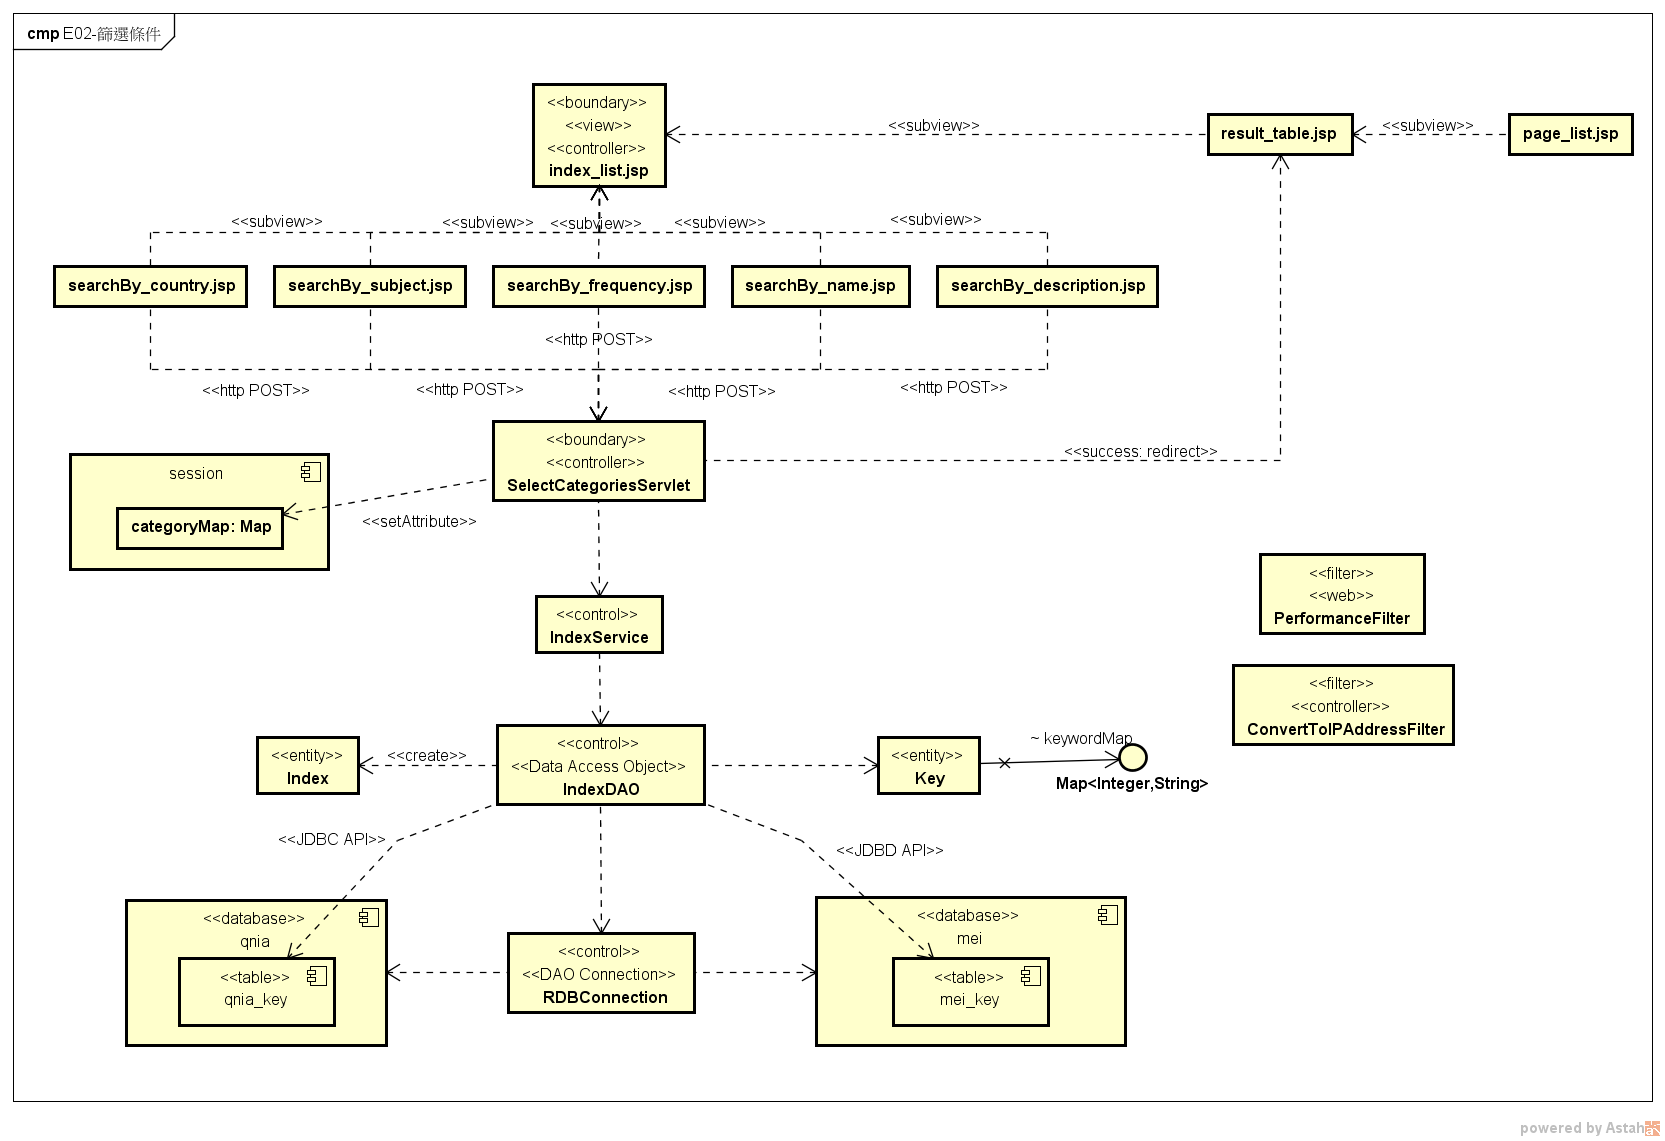 cmp E02-篩選條件
<<boundary>>
<<view>>
<<controller>>
index_list.jsp
<<subview>>
result_table.jsp
<<subview>>
page_list.jsp
<<subview>>
<<subview>>
<<subview>>
<<subview>>
<<subview>>
searchBy_country.jsp
searchBy_subject.jsp
searchBy_frequency.jsp
searchBy_name.jsp
searchBy_description.jsp
<<http POST>>
<<http POST>>
<<http POST>>
<<http POST>>
<<http POST>>
<<boundary>>
<<controller>>
SelectCategoriesServlet
<<success: redirect>>
session
categoryMap: Map
<<setAttribute>>
<<control>>
IndexService
<<filter>>
<<web>>
PerformanceFilter
<<filter>>
<<controller>>
ConvertToIPAddressFilter
<<entity>>
Index
<<create>>
<<control>>
<<Data Access Object>>
IndexDAO
<<entity>>
Key
~ keywordMap
Map<Integer,String>
<<JDBC API>>
<<JDBD API>>
<<database>>
qnia
<<table>>
qnia_key
<<control>>
<<DAO Connection>>
RDBConnection
<<database>>
mei
<<table>>
mei_key
powered by Astah